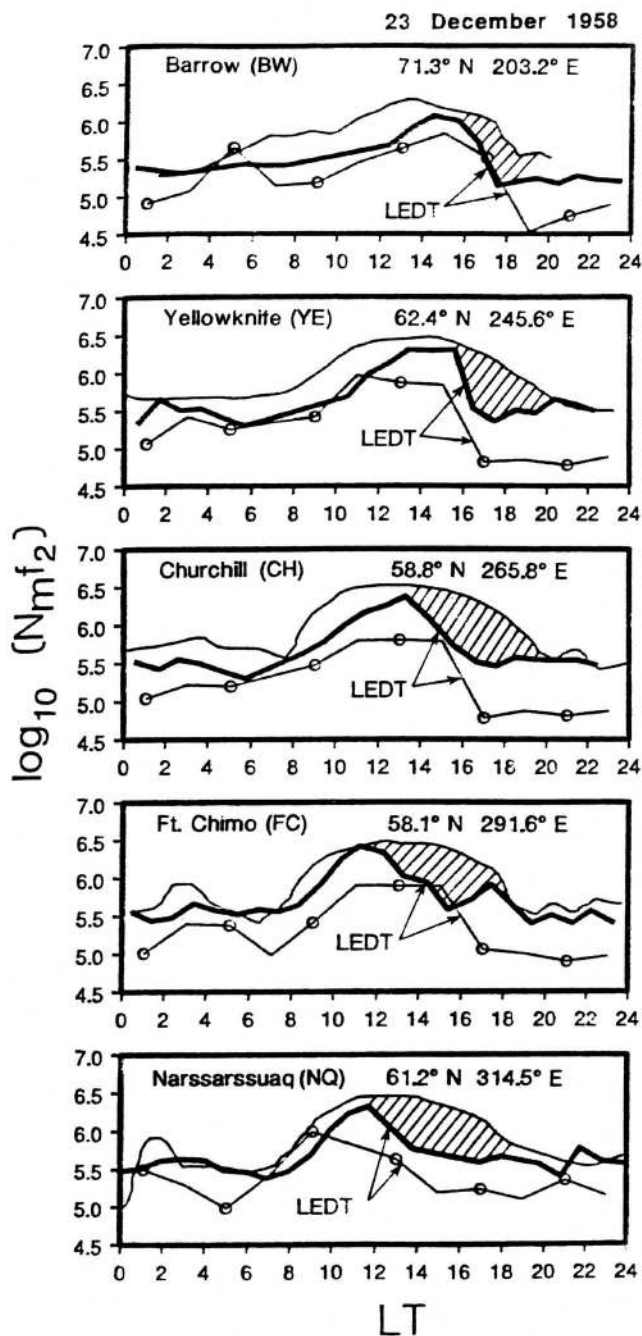 23 December 1958
7.0
6.5
6.0
5.5
5.0
4.5
Barrow (BW) 71.3° N 203.2° E
LEDT
0 2 4 6 8 10 12 14 16 18 20 22 24
7.0
6.5
6.0
5.5
5.0
4.5
Yellowknife (YE) 62.4° N 245.6° E
LEDT
0 2 4 6 8 10 12 14 16 18 20 22 24
7.0
6.5
6.0
5.5
5.0
4.5
Churchill (CH) 58.8° N 265.8° E
LEDT
0 2 4 6 8 10 12 14 16 18 20 22 24
log10 (Nmf2)
7.0
6.5
6.0
5.5
5.0
4.5
Ft. Chimo (FC) 58.1° N 291.6° E
LEDT
0 2 4 6 8 10 12 14 16 18 20 22 24
7.0
6.5
6.0
5.5
5.0
4.5
Narssarssuaq (NQ) 61.2° N 314.5° E
LEDT
0 2 4 6 8 10 12 14 16 18 20 22 24
LT